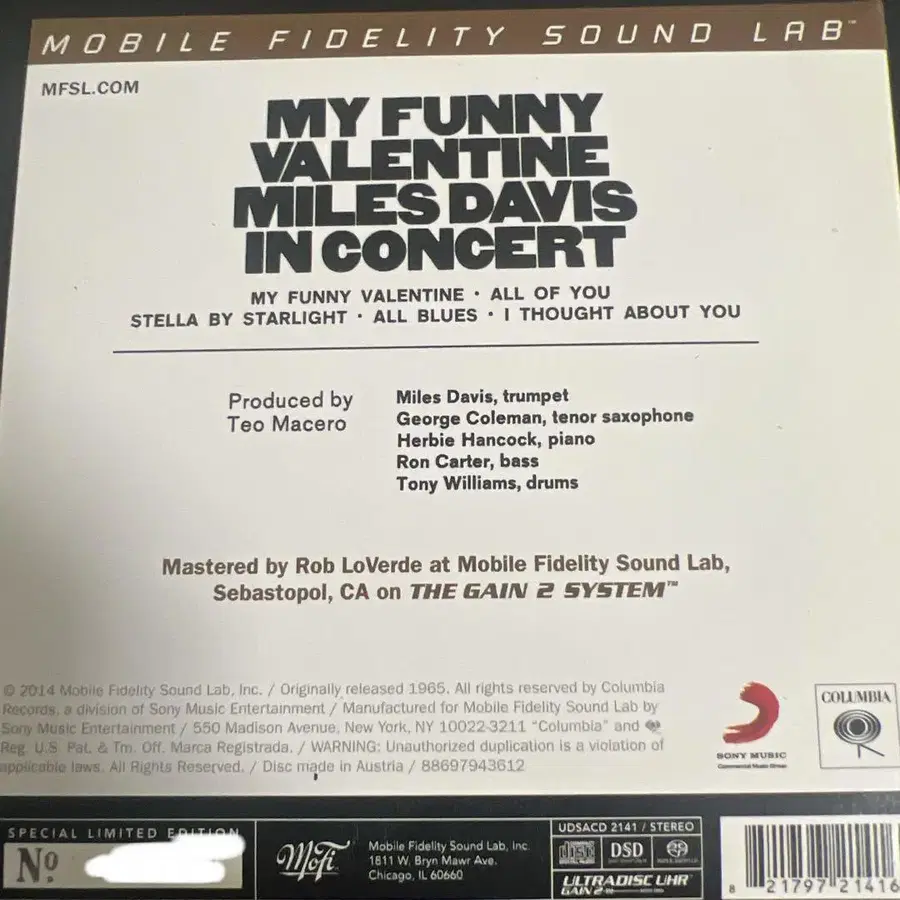 MOBILE FIDELITY SOUND LAB™
MFSL.COM
MY FUNNY
VALENTINE
MILES DAVIS
IN CONCERT
MY FUNNY VALENTINE · ALL OF YOU
STELLA BY STARLIGHT · ALL BLUES · I THOUGHT ABOUT YOU
Produced by
Teo Macero
Miles Davis, trumpet
George Coleman, tenor saxophone
Herbie Hancock, piano
Ron Carter, bass
Tony Williams, drums
Mastered by Rob LoVerde at Mobile Fidelity Sound Lab,
Sebastopol, CA on THE GAIN 2 SYSTEM™
© 2014 Mobile Fidelity Sound Lab, Inc. / Originally released 1965. All rights reserved by Columbia
Records, a division of Sony Music Entertainment / Manufactured for Mobile Fidelity Sound Lab by
Sony Music Entertainment / 550 Madison Avenue, New York, NY 10022-3211 "Columbia" and
Reg. U.S. Pat. & Tm. Off. Marca Registrada. / WARNING: Unauthorized duplication is a violation of
applicable laws. All Rights Reserved. / Disc made in Austria / 88697943612
SONY MUSIC
Commercial Music Group
COLUMBIA
SPECIAL LIMITED EDITION
Nº
MoFi
Mobile Fidelity Sound Lab, Inc.
1811 W. Bryn Mawr Ave.
Chicago, IL 60660
UDSACD 2141 / STEREO
DSD
ULTRADISC UHR™
GAIN 2
8 21797 21416